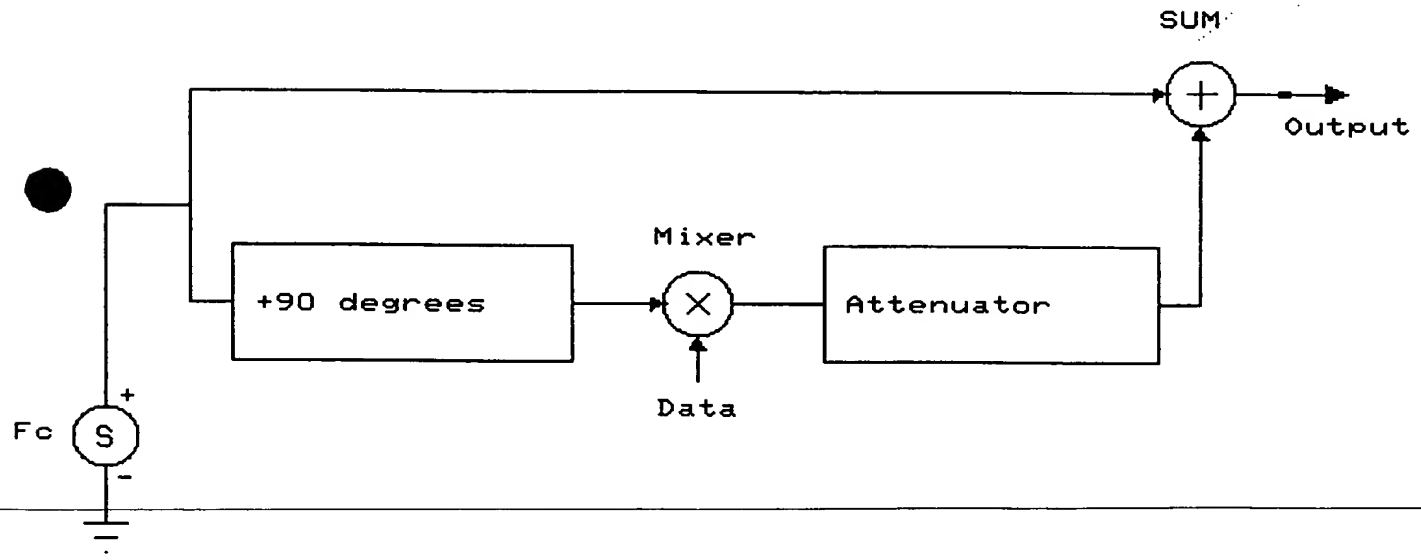 SUM
+
Output
Mixer
+90 degrees
×
Attenuator
Data
+
Fc
S
-